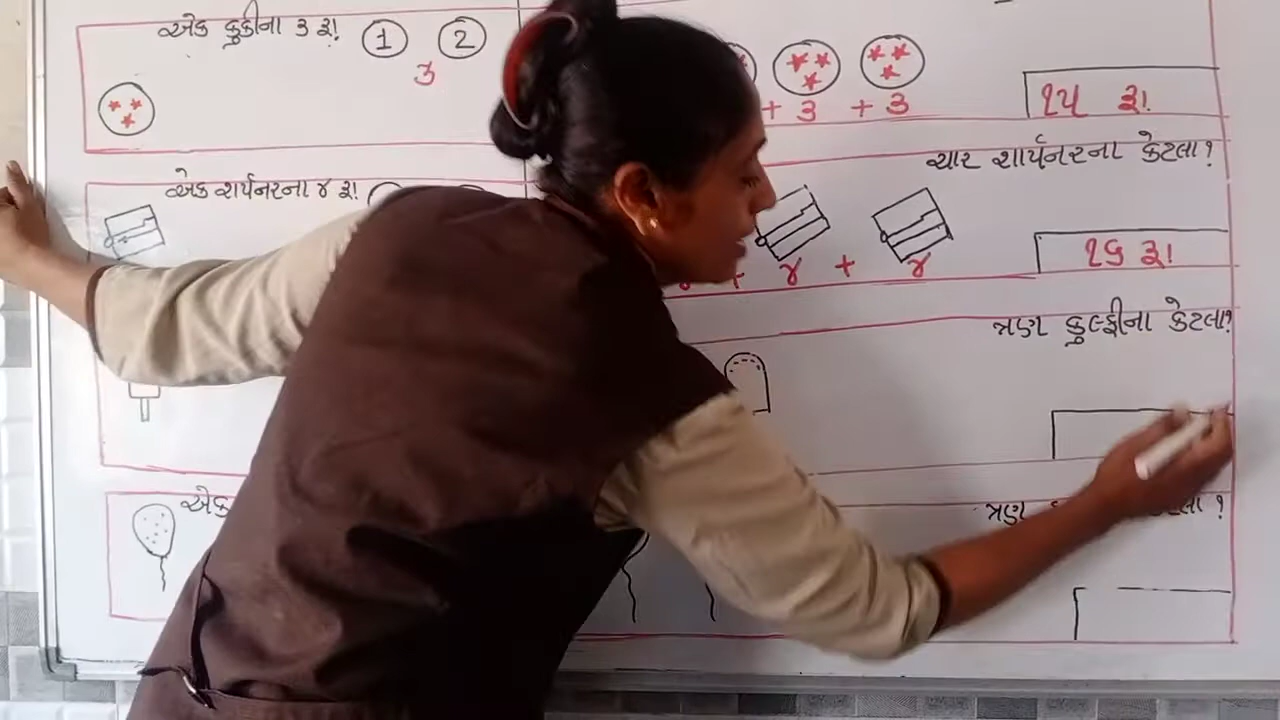 એક કુકીના ૩ રૂ।
1 2
૩
+ ૩ + ૩
૧૫ રૂ।
એક શાર્પનરના ૪ રૂ।
ચાર શાર્પનરના કેટલા?
+ ૪ + ૪
૧૬ રૂ।
ત્રણ કુલ્ફીના કેટલા?
એક
ત્રણ